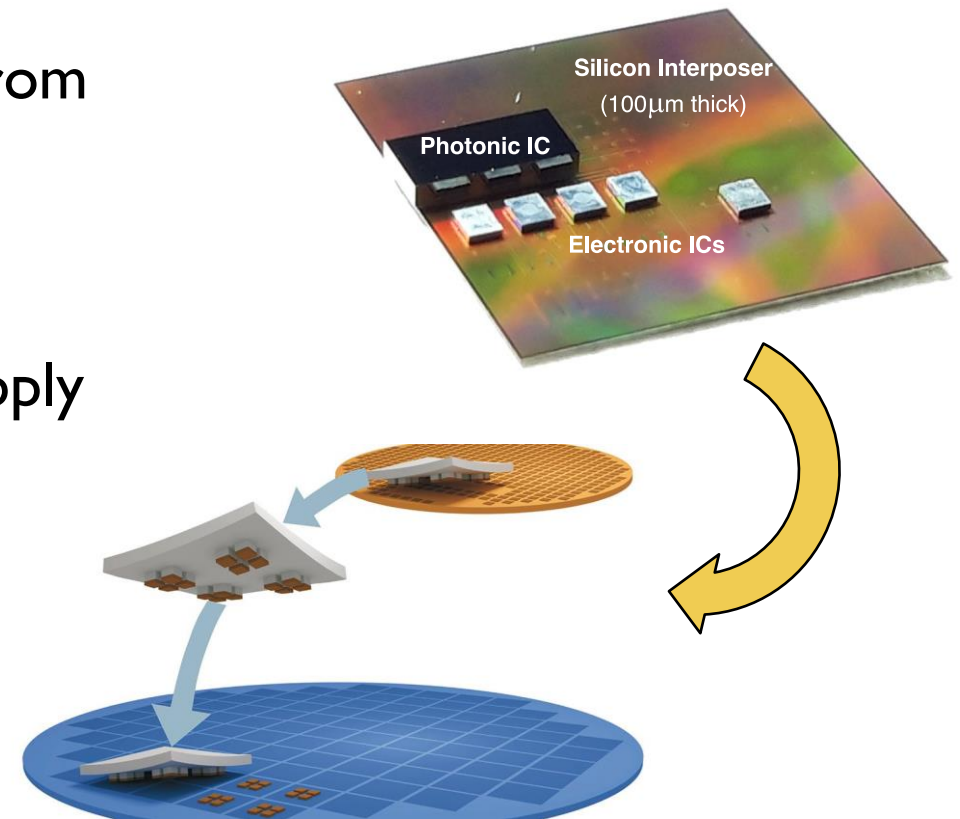 rom
Silicon Interposer
(100μm thick)
Photonic IC
Electronic ICs
pply